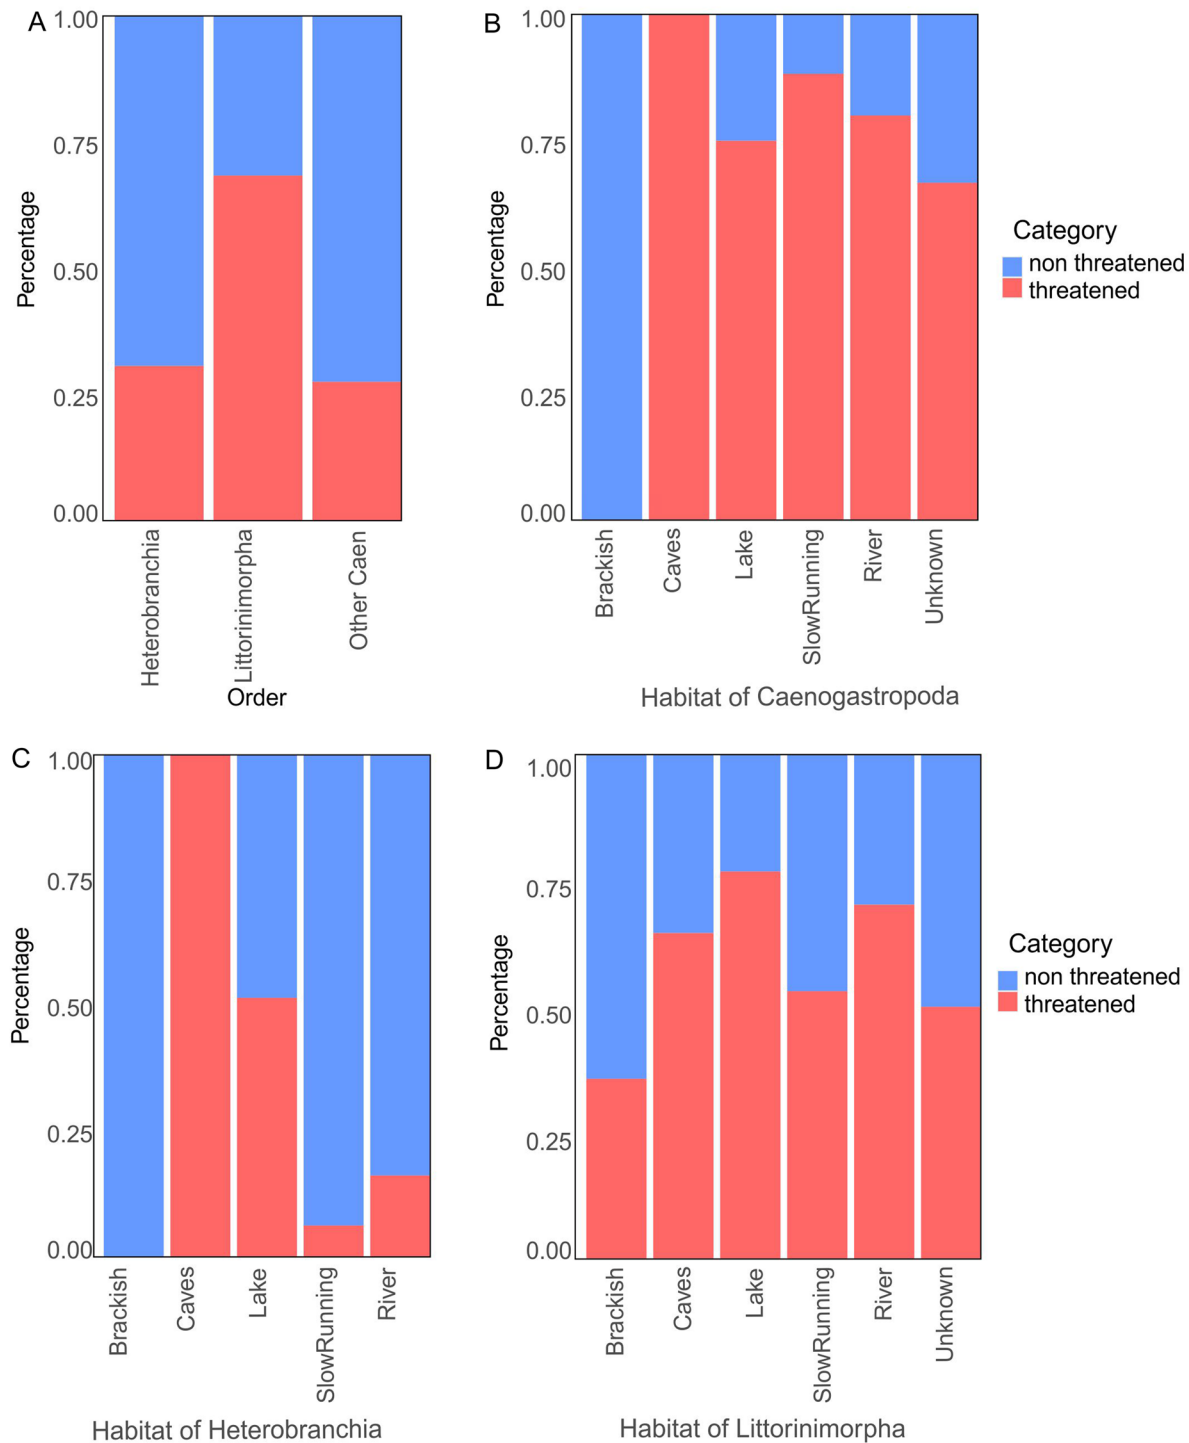 A
1.00
0.75
0.50
0.25
0.00
Percentage
Heterobranchia
Littorinimorpha
Other Caen
Order
B
1.00
0.75
0.50
0.25
0.00
Percentage
Brackish
Caves
Lake
SlowRunning
River
Unknown
Habitat of Caenogastropoda
Category
non threatened
threatened
C
1.00
0.75
0.50
0.25
0.00
Percentage
Brackish
Caves
Lake
SlowRunning
River
Habitat of Heterobranchia
D
1.00
0.75
0.50
0.25
0.00
Percentage
Brackish
Caves
Lake
SlowRunning
River
Unknown
Habitat of Littorinimorpha
Category
non threatened
threatened